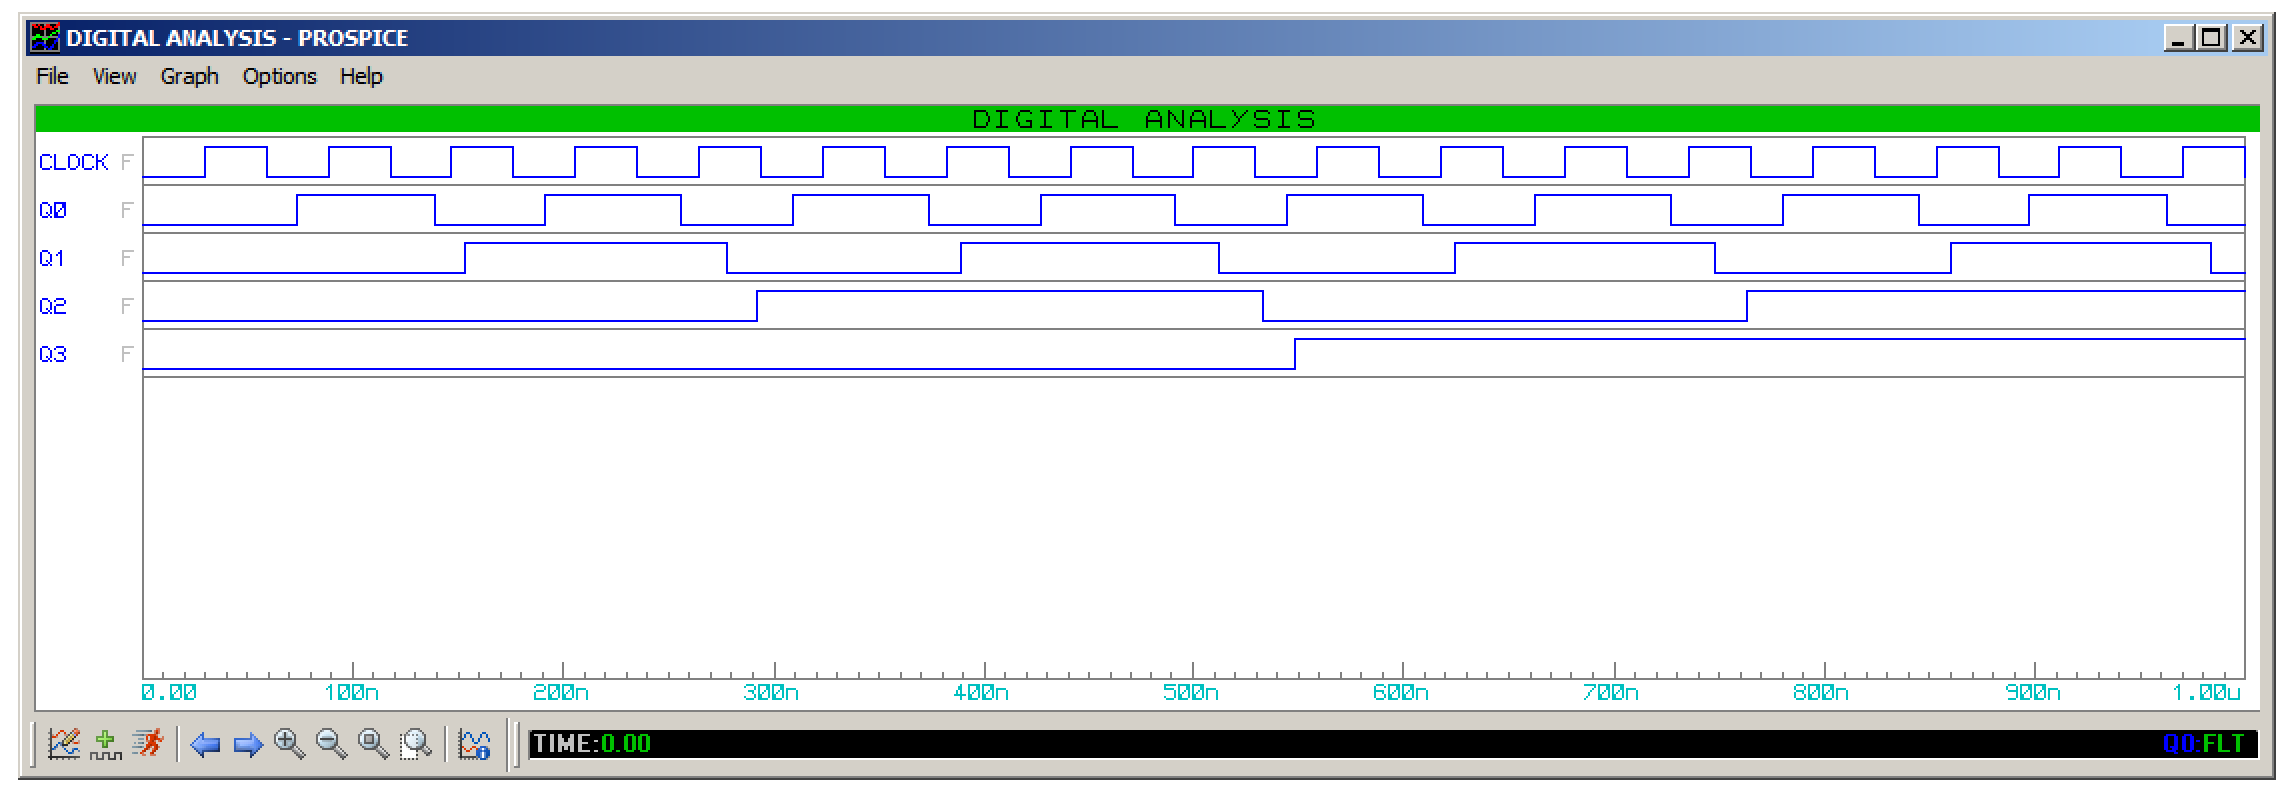 DIGITAL ANALYSIS - PROSPICE
File View Graph Options Help
DIGITAL ANALYSIS
CLOCK F
Q0 F
Q1 F
Q2 F
Q3 F
0.00 100n 200n 300n 400n 500n 600n 700n 800n 900n 1.00u
TIME:0.00 Q0:FLT